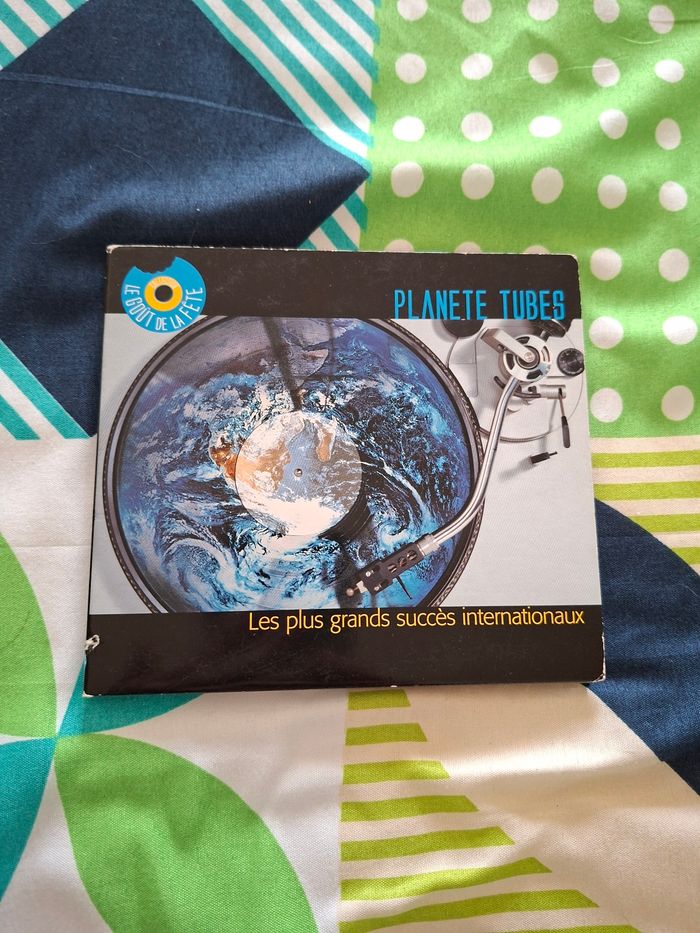 LE GOÛT DE LA FÊTE
PLANETE TUBES
Les plus grands succès internationaux